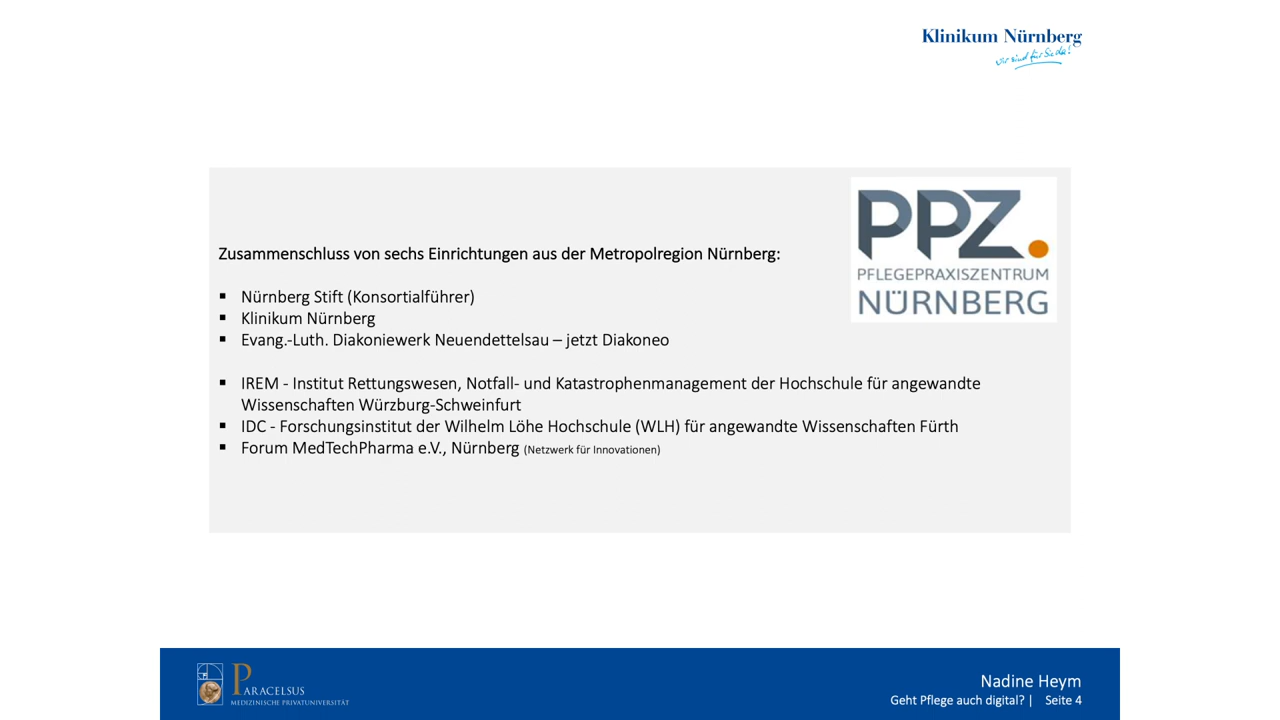 Klinikum Nürnberg
wir sind für Sie da!
PPZ.
PFLEGEPRAXISZENTRUM
NÜRNBERG
Zusammenschluss von sechs Einrichtungen aus der Metropolregion Nürnberg:
▪ Nürnberg Stift (Konsortialführer)
▪ Klinikum Nürnberg
▪ Evang.-Luth. Diakoniewerk Neuendettelsau – jetzt Diakoneo
▪ IREM - Institut Rettungswesen, Notfall- und Katastrophenmanagement der Hochschule für angewandte
Wissenschaften Würzburg-Schweinfurt
▪ IDC - Forschungsinstitut der Wilhelm Löhe Hochschule (WLH) für angewandte Wissenschaften Fürth
▪ Forum MedTechPharma e.V., Nürnberg (Netzwerk für Innovationen)
PARACELSUS
MEDIZINISCHE PRIVATUNIVERSITÄT
Nadine Heym
Geht Pflege auch digital? | Seite 4